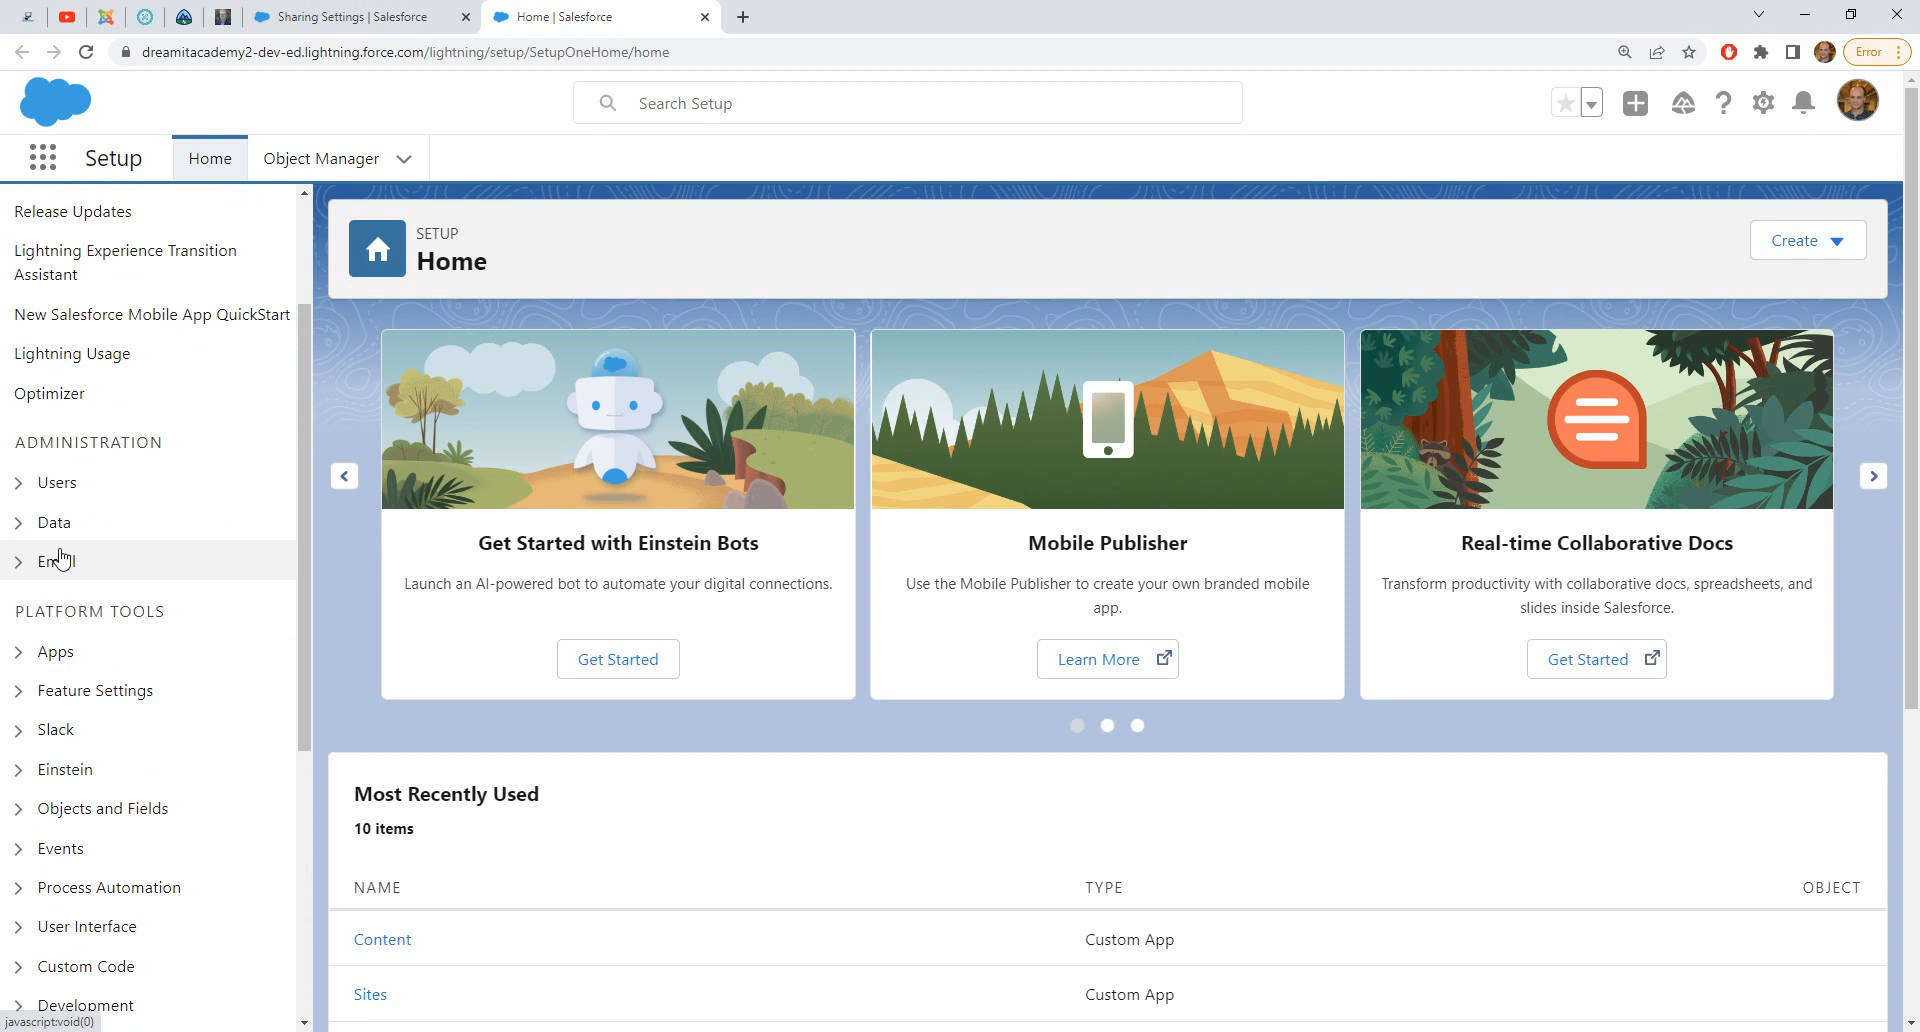 Sharing Settings | Salesforce
Home | Salesforce
dreamitacademy2-dev-ed.lightning.force.com/lightning/setup/SetupOneHome/home
Error
Search Setup
Setup
Home
Object Manager
Release Updates
Lightning Experience Transition
Assistant
New Salesforce Mobile App QuickStart
Lightning Usage
Optimizer
ADMINISTRATION
Users
Data
PLATFORM TOOLS
Apps
Feature Settings
Slack
Einstein
Objects and Fields
Events
Process Automation
User Interface
Custom Code
Development
javascript:void(0)
SETUP
Home
Create
Get Started with Einstein Bots
Launch an AI-powered bot to automate your digital connections.
Get Started
Mobile Publisher
Use the Mobile Publisher to create your own branded mobile
app.
Learn More
Real-time Collaborative Docs
Transform productivity with collaborative docs, spreadsheets, and
slides inside Salesforce.
Get Started
Most Recently Used
10 items
NAME
TYPE
OBJECT
Content
Custom App
Sites
Custom App